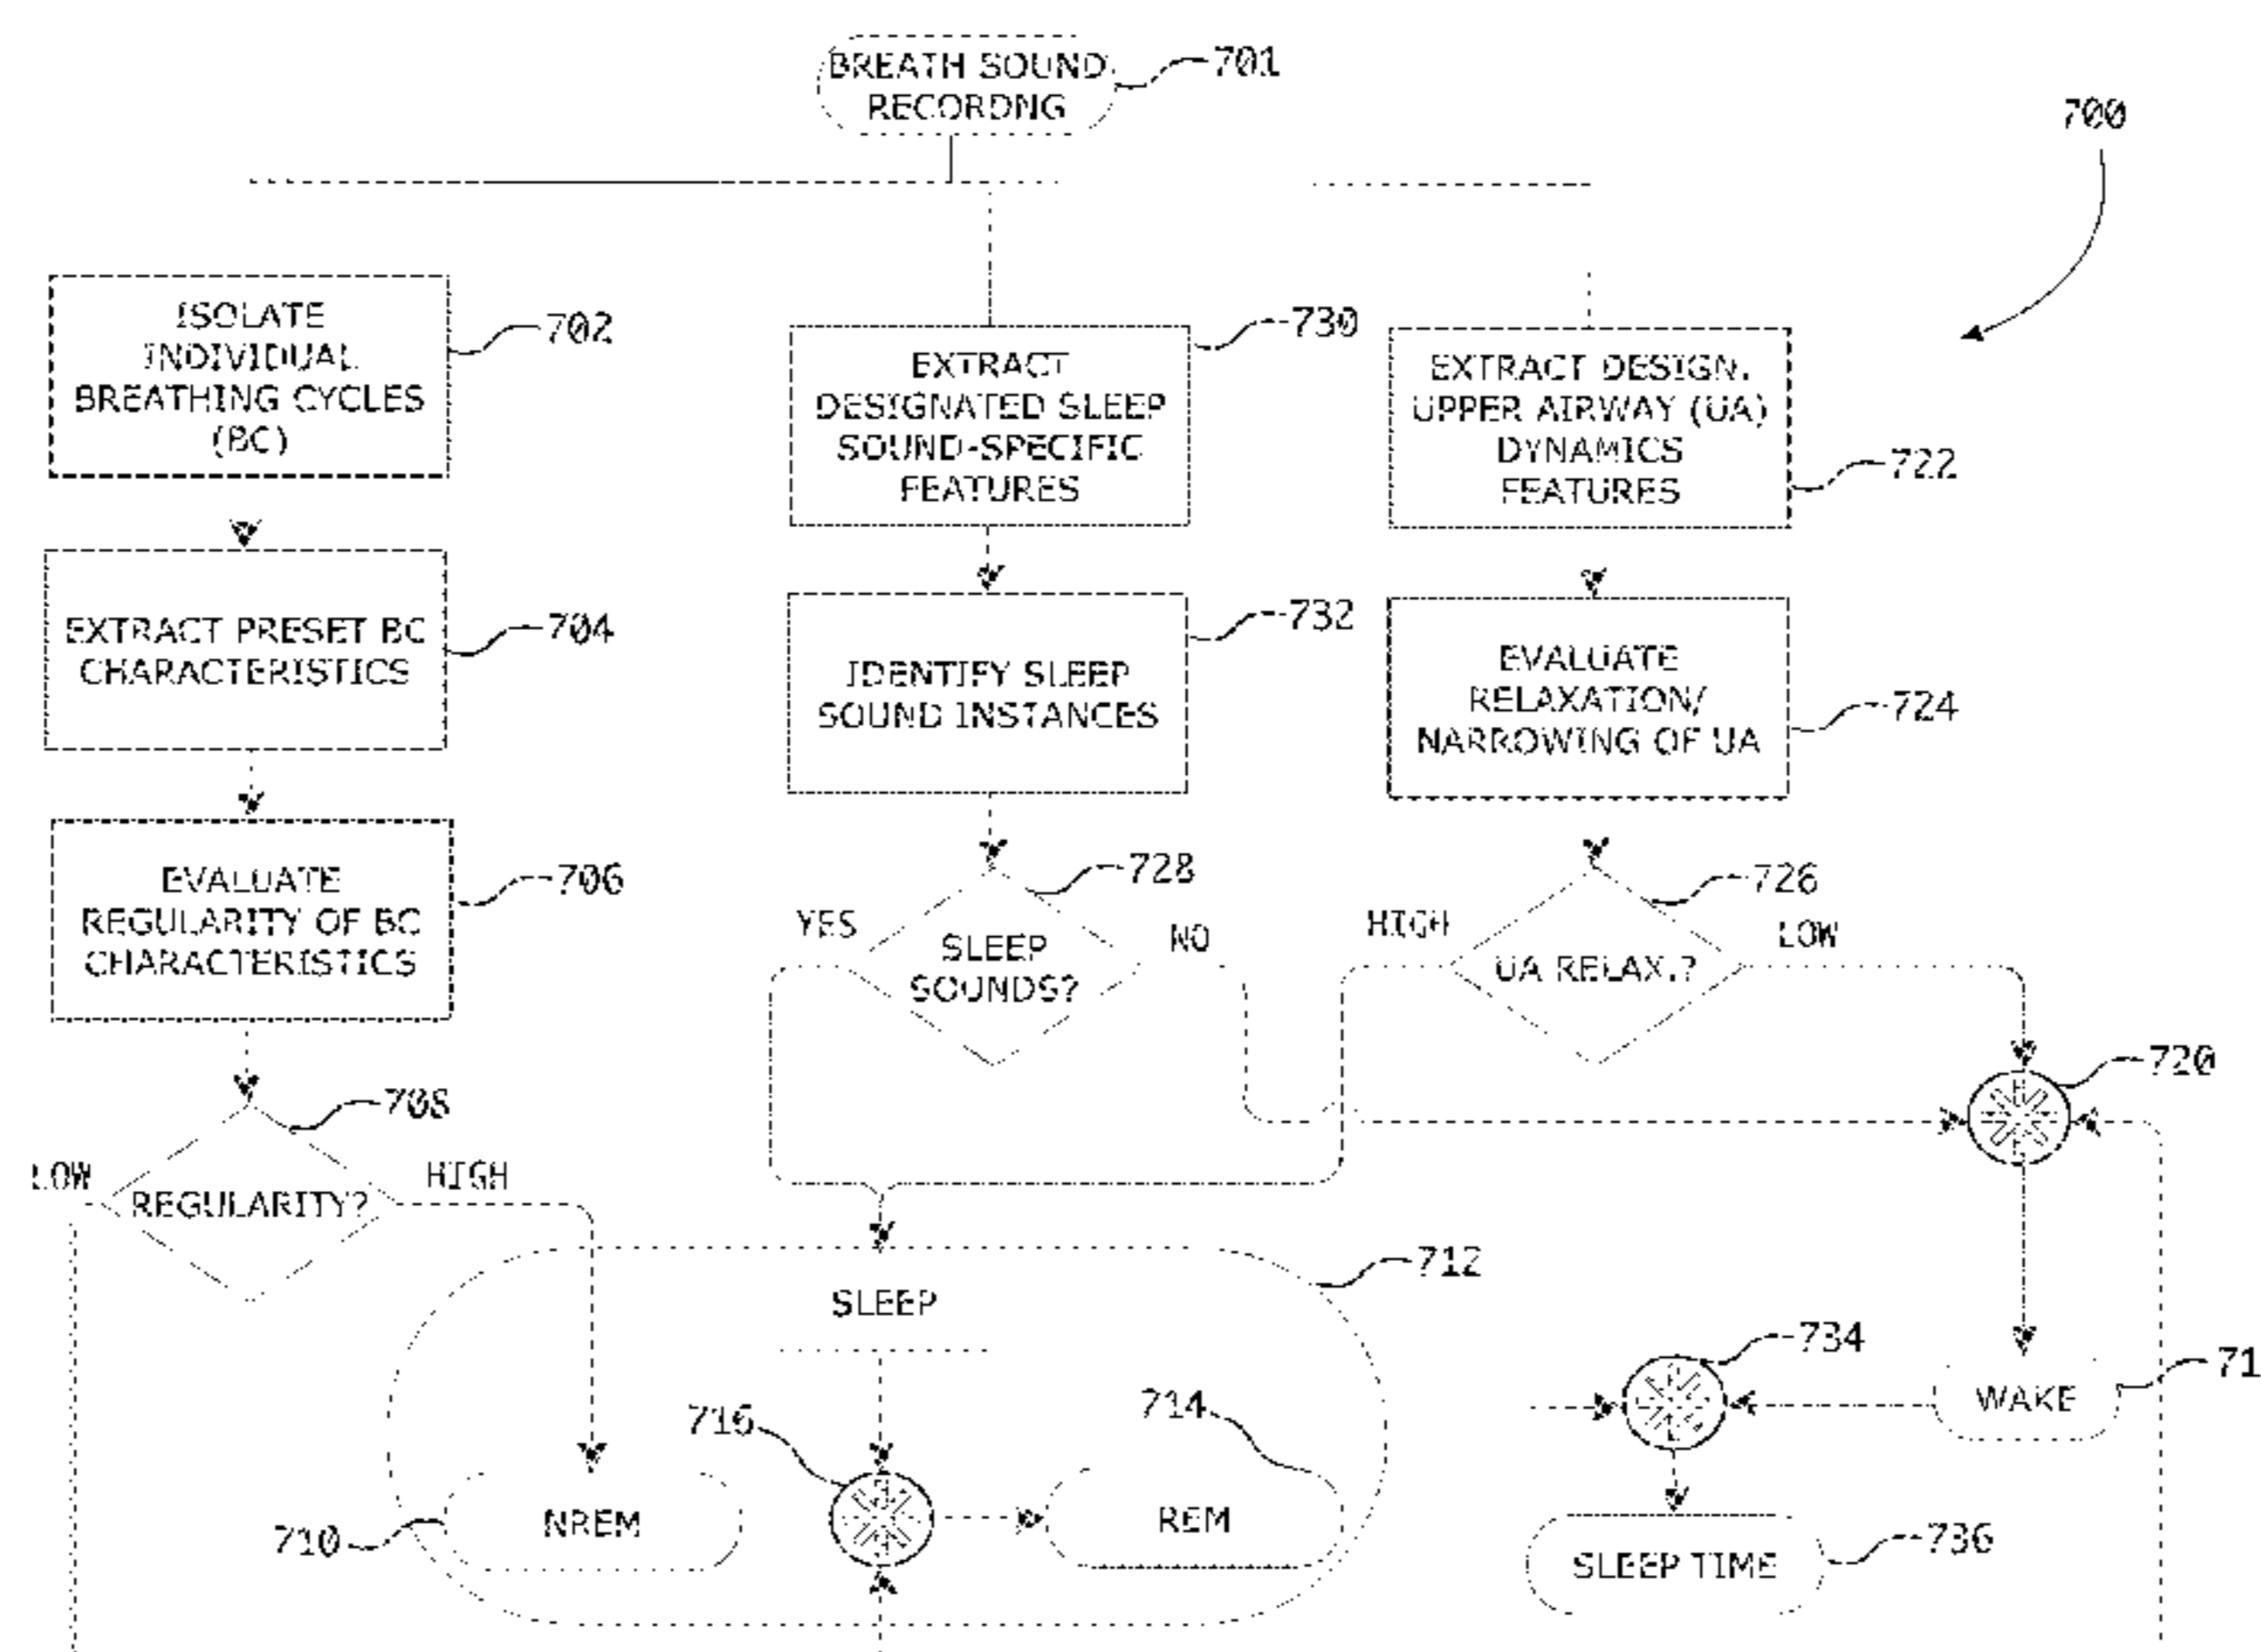 BREATH SOUND
RECORDNG
701
700
ISOLATE
INDIVIDUAL
BREATHING CYCLES
(BC)
702
EXTRACT
DESIGNATED SLEEP
SOUND-SPECIFIC
FEATURES
730
EXTRACT DESIGN.
UPPER AIRWAY (UA)
DYNAMICS
FEATURES
722
EXTRACT PRESET BC
CHARACTERISTICS
704
IDENTIFY SLEEP
SOUND INSTANCES
732
EVALUATE
RELAXATION/
NARROWING OF UA
724
EVALUATE
REGULARITY OF BC
CHARACTERISTICS
706
YES
SLEEP
SOUNDS?
NO
728
HIGH
UA RELAX.?
LOW
726
720
LOW
REGULARITY?
HIGH
708
SLEEP
712
734
WAKE
71
716
714
710
NREM
REM
SLEEP TIME
736